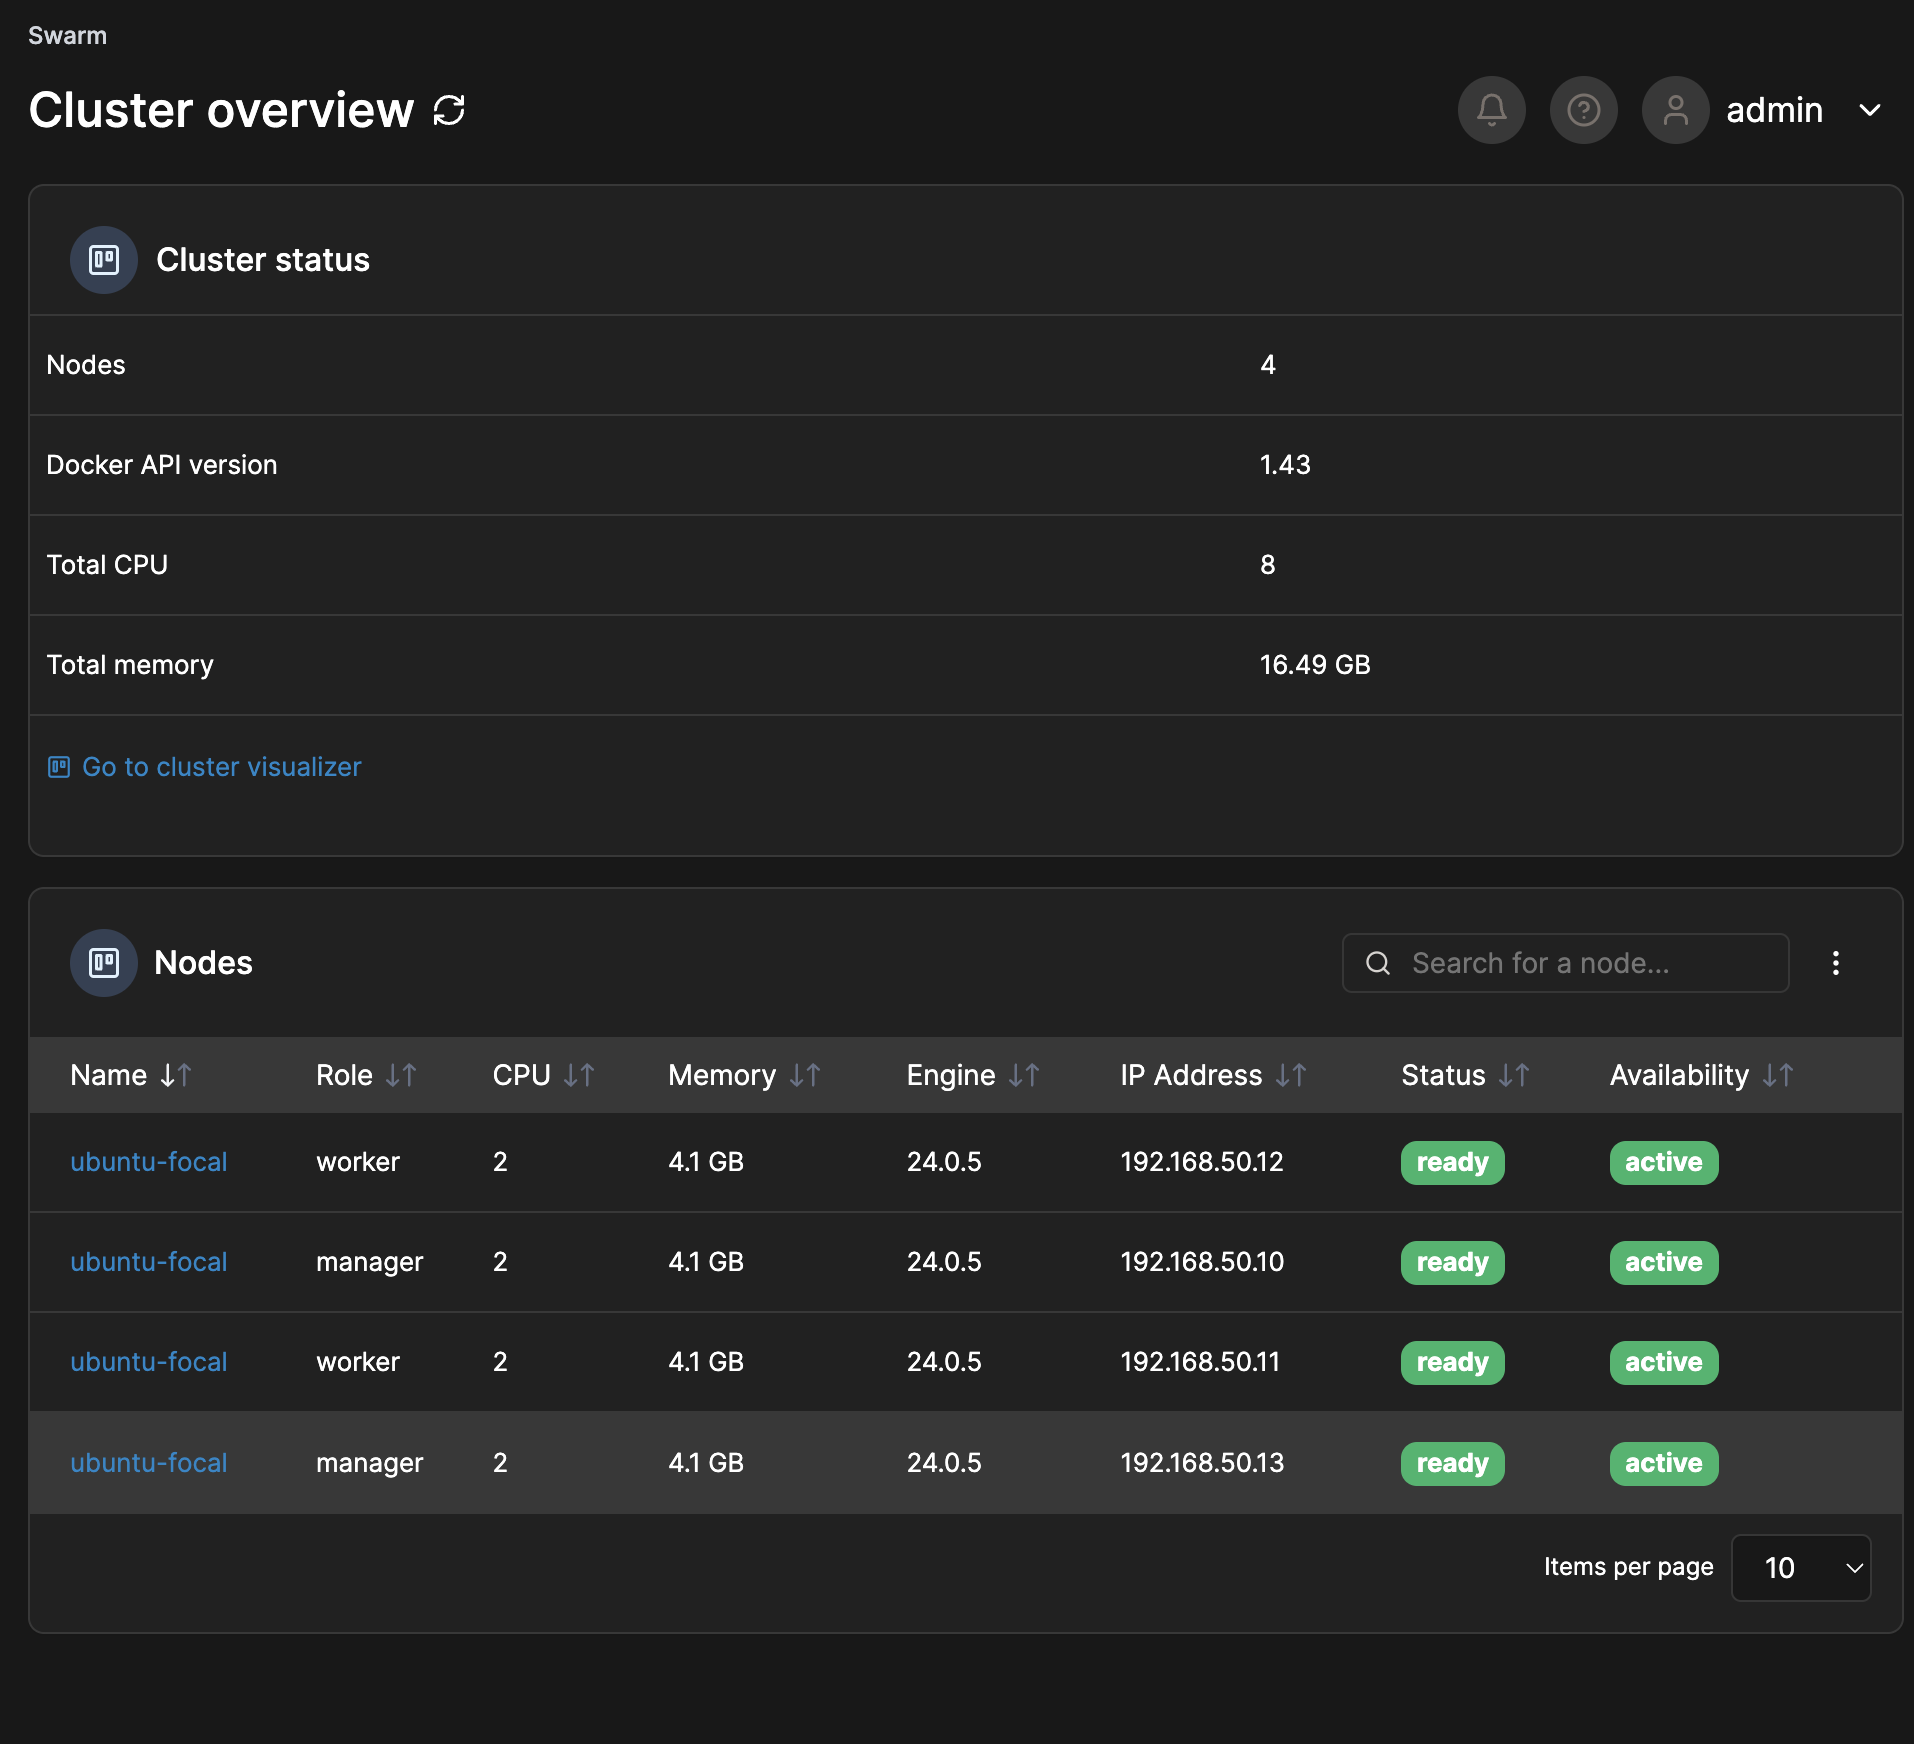 Swarm
Cluster overview
admin
Cluster status
Nodes 4
Docker API version 1.43
Total CPU 8
Total memory 16.49 GB
Go to cluster visualizer
Nodes
Search for a node...
Name Role CPU Memory Engine IP Address Status Availability
ubuntu-focal worker 2 4.1 GB 24.0.5 192.168.50.12 ready active
ubuntu-focal manager 2 4.1 GB 24.0.5 192.168.50.10 ready active
ubuntu-focal worker 2 4.1 GB 24.0.5 192.168.50.11 ready active
ubuntu-focal manager 2 4.1 GB 24.0.5 192.168.50.13 ready active
Items per page 10